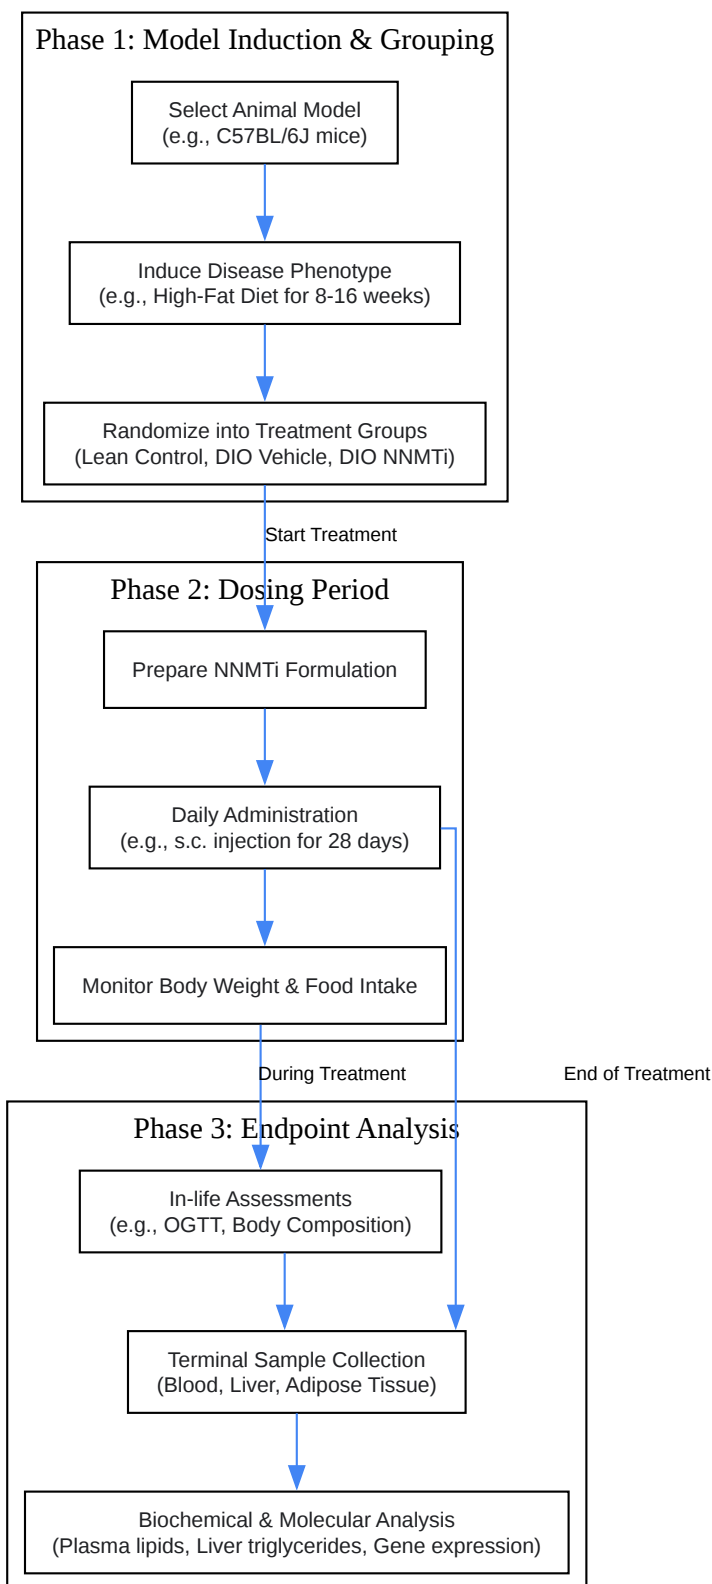 Phase 1: Model Induction & Grouping
Select Animal Model
(e.g., C57BL/6J mice)
Induce Disease Phenotype
(e.g., High-Fat Diet for 8-16 weeks)
Randomize into Treatment Groups
(Lean Control, DIO Vehicle, DIO NNMTi)
Start Treatment
Phase 2: Dosing Period
Prepare NNMTi Formulation
Daily Administration
(e.g., s.c. injection for 28 days)
Monitor Body Weight & Food Intake
During Treatment
End of Treatment
Phase 3: Endpoint Analysis
In-life Assessments
(e.g., OGTT, Body Composition)
Terminal Sample Collection
(Blood, Liver, Adipose Tissue)
Biochemical & Molecular Analysis
(Plasma lipids, Liver triglycerides, Gene expression)